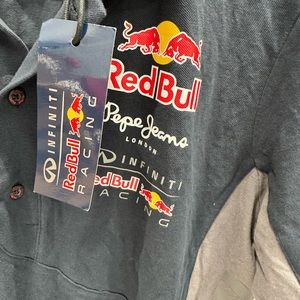 Red Bull
Pepe Jeans
LONDON
INFINITI
Red Bull
RACING
INFINITI
Red Bull
RACING